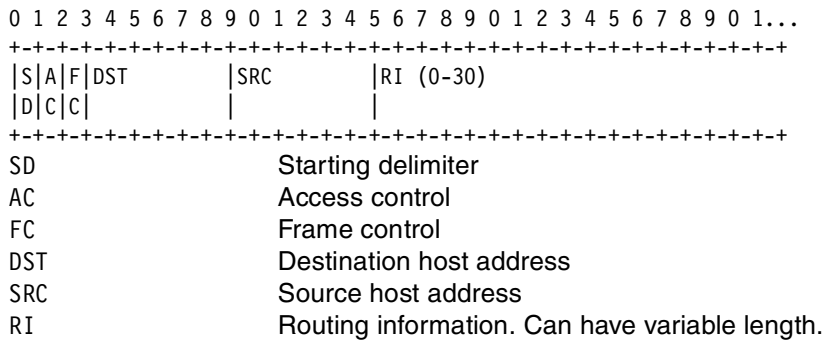 0 1 2 3 4 5 6 7 8 9 0 1 2 3 4 5 6 7 8 9 0 1 2 3 4 5 6 7 8 9 0 1...
+-+-+-+-+-+-+-+-+-+-+-+-+-+-+-+-+-+-+-+-+-+-+-+-+-+-+-+-+-+-+-+-+
|S|A|F|DST        |SRC        |RI (0-30)
|D|C|C|           |           |
+-+-+-+-+-+-+-+-+-+-+-+-+-+-+-+-+-+-+-+-+-+-+-+-+-+-+-+-+-+-+-+-+
SD Starting delimiter
AC Access control
FC Frame control
DST Destination host address
SRC Source host address
RI Routing information. Can have variable length.